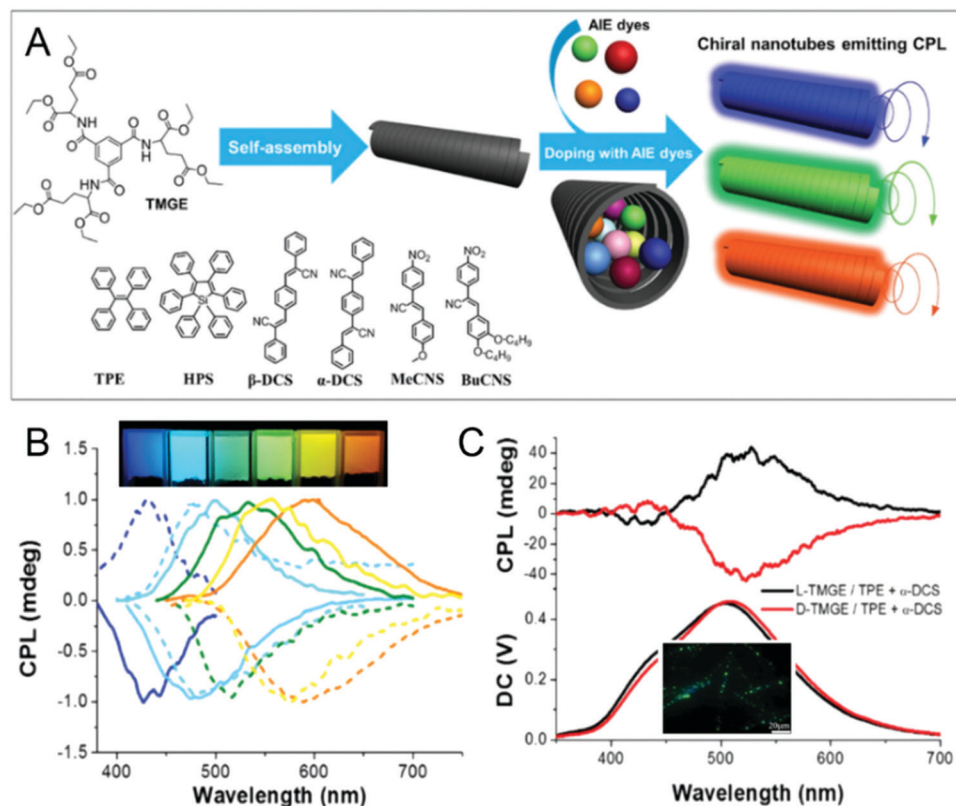 A
AIE dyes
Chiral nanotubes emitting CPL
Self-assembly
Doping with AIE dyes
O
O
O
O
O
NH
O
O
N
H
O
O
O
O
O
NH
O
O
O
O
TMGE
Si
CN
NC
NC
CN
NO₂
NC
O
NO₂
NC
OC₄H₉
OC₄H₉
TPE
HPS
β-DCS
α-DCS
MeCNS
BuCNS
B
1.5
1.0
0.5
0.0
-0.5
-1.0
-1.5
CPL (mdeg)
400
500
600
700
Wavelength (nm)
C
40
20
0
-20
-40
CPL (mdeg)
L-TMGE / TPE + α-DCS
D-TMGE / TPE + α-DCS
0.4
0.2
0.0
DC (V)
20μm
400
500
600
700
Wavelength (nm)